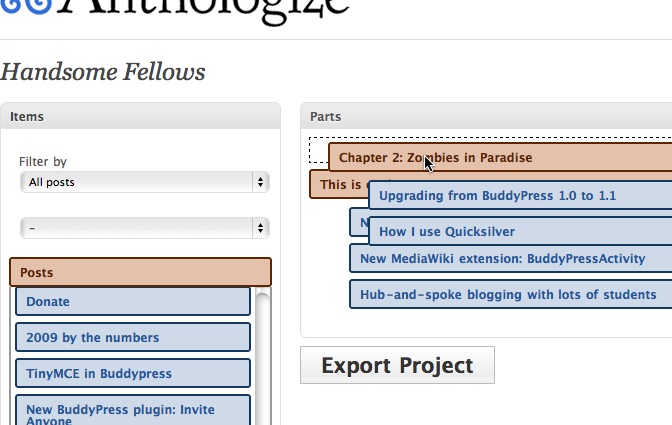 Anthologize
Handsome Fellows
Items
Filter by
All posts
–
Posts
Donate
2009 by the numbers
TinyMCE in Buddypress
New BuddyPress plugin: Invite
Anyone
Parts
Chapter 2: Zombies in Paradise
This is
Upgrading from BuddyPress 1.0 to 1.1
How I use Quicksilver
New MediaWiki extension: BuddyPressActivity
Hub-and-spoke blogging with lots of students
Export Project